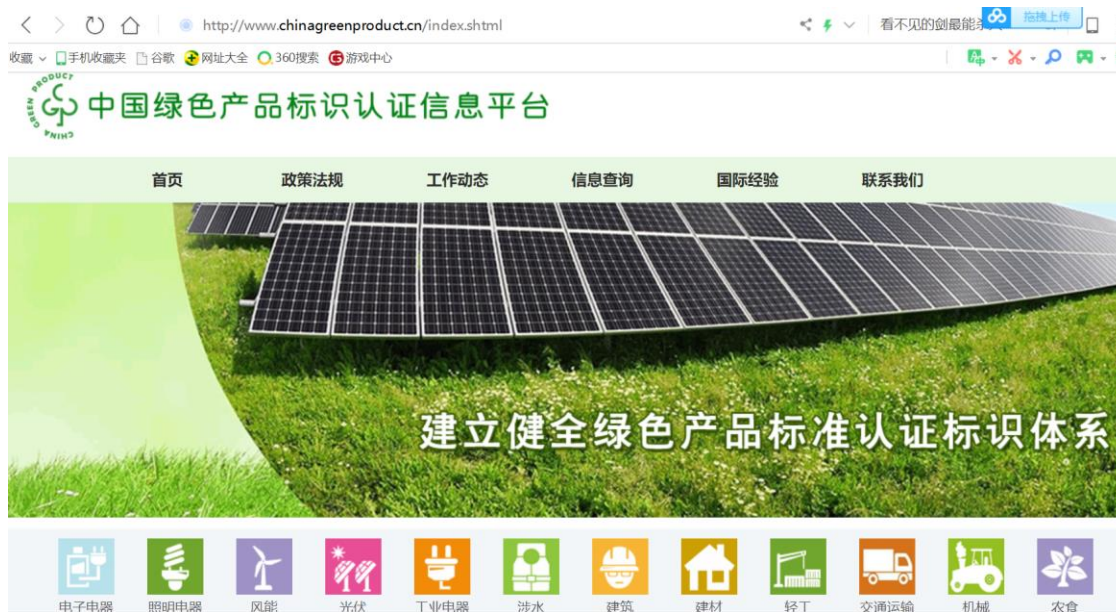 http://www.chinagreenproduct.cn/index.shtml
看不见的剑最能杀人
拖拽上传
收藏 手机收藏夹 谷歌 网址大全 360搜索 游戏中心
CHINA GREEN PRODUCT
中国绿色产品标识认证信息平台
首页 政策法规 工作动态 信息查询 国际经验 联系我们
建立健全绿色产品标准认证标识体系
电子电器 照明电器 风能 光伏 工业电器 涉水 建筑 建材 轻工 交通运输 机械 农食